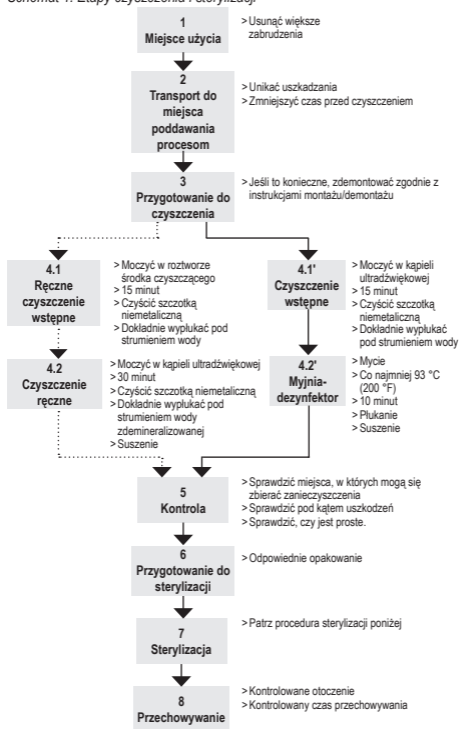 Schemat 1. Etapy czyszczenia i sterylizacji
1
Miejsce użycia
> Usunąć większe
zabrudzenia
2
Transport do
miejsca
poddawania
procesom
> Unikać uszkadzania
> Zmniejszyć czas przed czyszczeniem
3
Przygotowanie do
czyszczenia
> Jeśli to konieczne, zdemontować zgodnie z
instrukcjami montażu/demontażu
4.1
Ręczne
czyszczenie
wstępne
> Moczyć w roztworze
środka czyszczącego
> 15 minut
> Czyścić szczotką
niemetaliczną
> Dokładnie wypłukać pod
strumieniem wody
4.1'
Czyszczenie
wstępne
> Moczyć w kąpieli
ultradźwiękowej
> 15 minut
> Czyścić szczotką
niemetaliczną
> Dokładnie wypłukać
pod strumieniem wody
4.2
Czyszczenie
ręczne
> Moczyć w kąpieli ultradźwiękowej
> 30 minut
> Czyścić szczotką niemetaliczną
> Dokładnie wypłukać pod
strumieniem wody
zdemineralizowanej
> Suszenie
4.2'
Myjnia-
dezynfektor
> Mycie
> Co najmniej 93 °C
(200 °F)
> 10 minut
> Płukanie
> Suszenie
5
Kontrola
> Sprawdzić miejsca, w których mogą się
zbierać zanieczyszczenia
> Sprawdzić pod kątem uszkodzeń
> Sprawdzić, czy jest proste.
6
Przygotowanie do
sterylizacji
> Odpowiednie opakowanie
7
Sterylizacja
> Patrz procedura sterylizacji poniżej
8
Przechowywanie
> Kontrolowane otoczenie
> Kontrolowany czas przechowywania